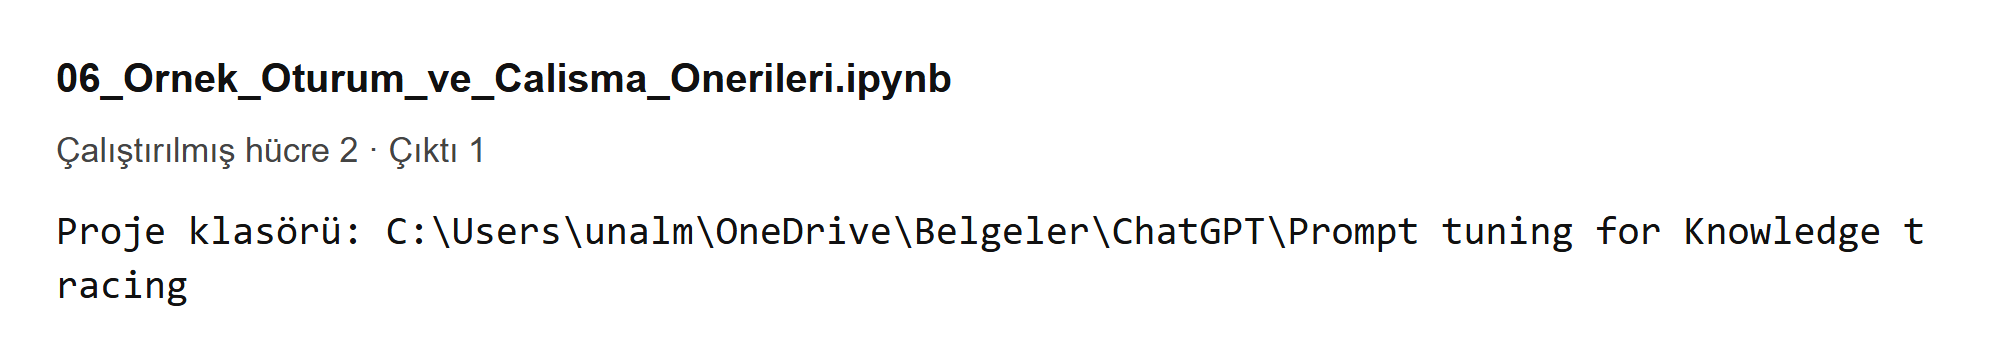 06_Ornek_Oturum_ve_Calisma_Onerileri.ipynb
Çalıştırılmış hücre 2 · Çıktı 1
Proje klasörü: C:\Users\unalm\OneDrive\Belgeler\ChatGPT\Prompt tuning for Knowledge t
racing